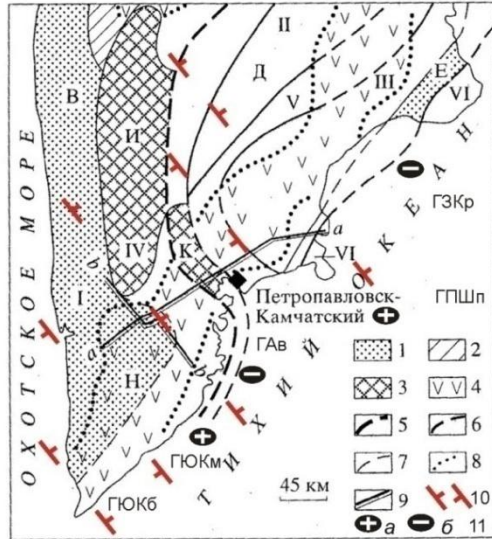 II
Д
III
Е
VI
В
И
V
ГЗКр
ОХОТСКОЕ МОРЕ
IV
К
а
VI
б
Петропавловск-
Камчатский
ГПШп
I
ГАв
1
2
а
б
Н
3
4
5
6
ТИХИЙ ОКЕАН
ГЮКм
7
8
45 км
9
10
ГЮКб
а
б
11